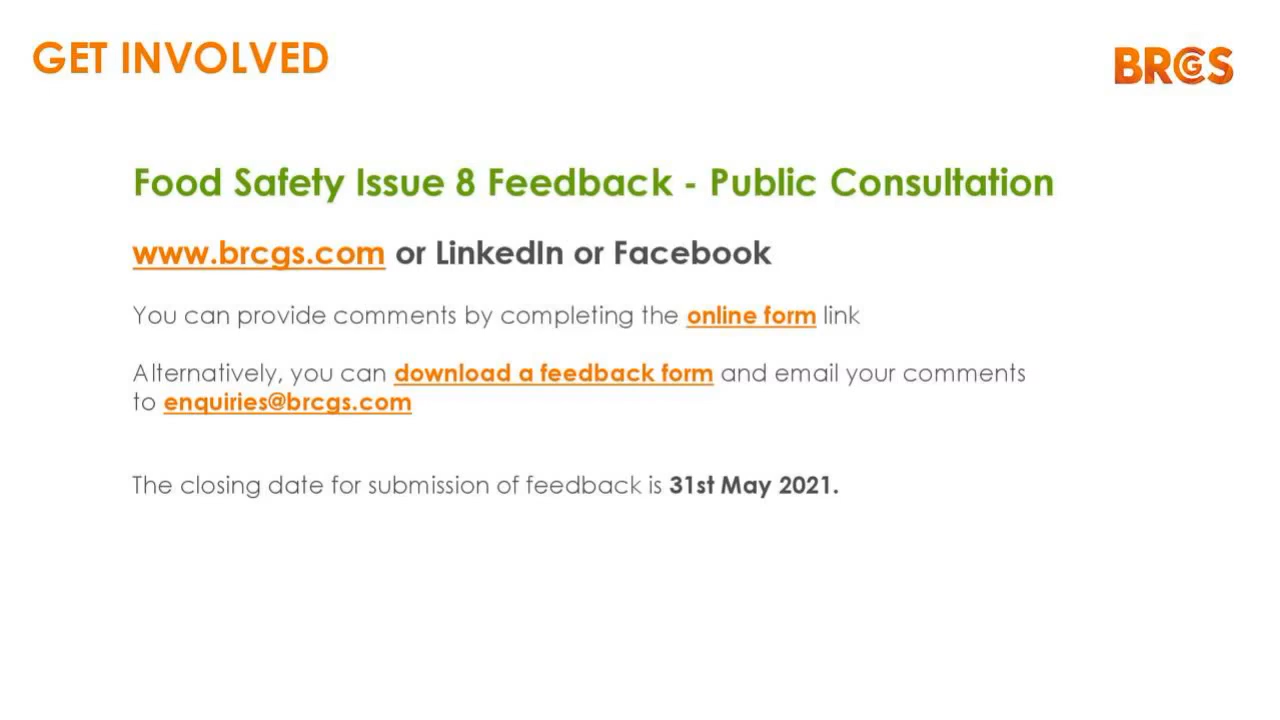 GET INVOLVED
BRCGS
Food Safety Issue 8 Feedback - Public Consultation
www.brcgs.com or LinkedIn or Facebook
You can provide comments by completing the online form link
Alternatively, you can download a feedback form and email your comments
to enquiries@brcgs.com
The closing date for submission of feedback is 31st May 2021.